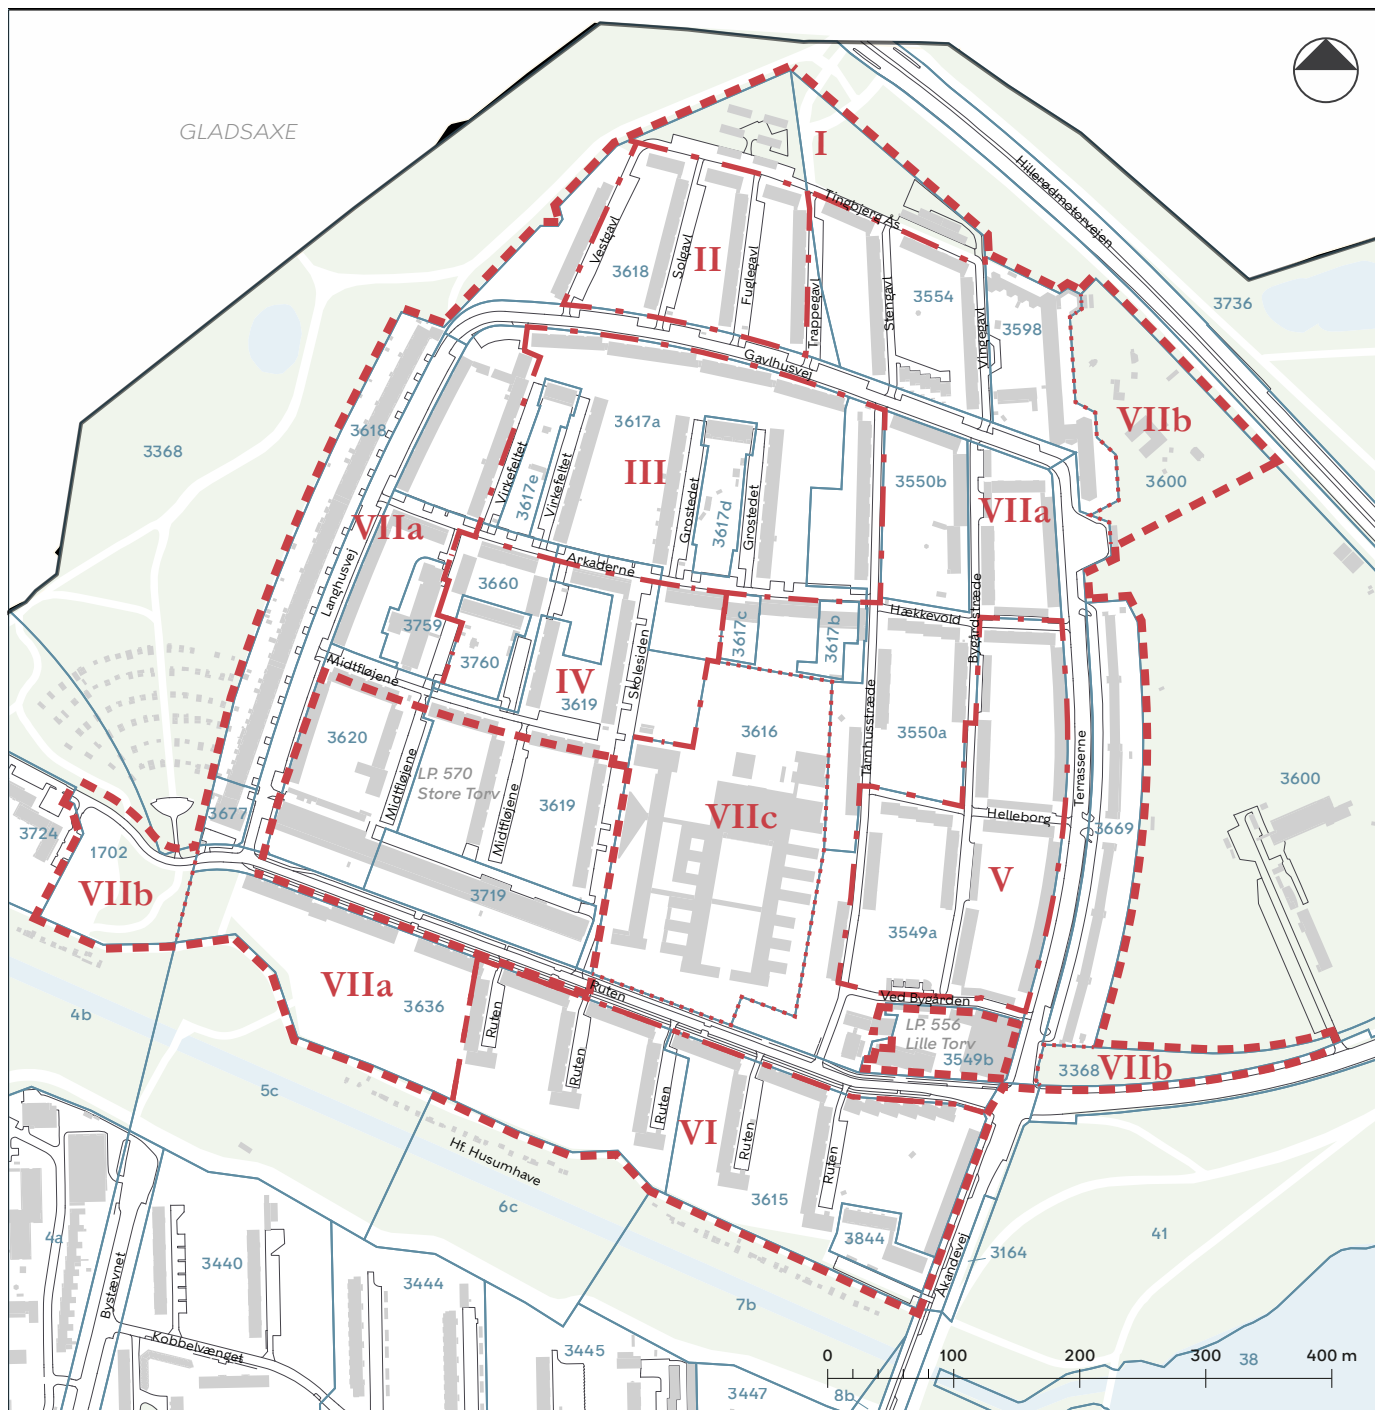 GLADSAXE
I
Hillerødmotorvejen
Tingbjerg Ås
Vestgavl
Solgavl
Fuglegavl
Trappegavl
Stengavl
Vingegavl
II
3618
3554
3598
3736
Gavlhusvej
VIIb
3600
3368
3618
3617a
Virkefeltet
3617e
Virkefeltet
III
Grostedet
3617d
Grostedet
3550b
VIIa
VIIa
Langhusvej
Arkaderne
3660
3759
3760
Midtfløjene
IV
3619
Skolesiden
3617c
3617b
Hækkevold
Bygårdstræde
Tårnhusstræde
3550a
3616
3620
LP. 570
Store Torv
Midtfløjene
Midtfløjene
3619
VIIc
Terrasserne
Helleborg
3669
3600
3677
3724
1702
VIIb
3719
V
3549a
VIIa
3636
Ruten
Ved Bygården
LP. 556
Lille Torv
3549b
3368
VIIb
4b
5c
Ruten
Ruten
Ruten
Ruten
Ruten
VI
Hf. Husumhave
6c
3615
3844
7b
Åkandevej
3164
41
4a
Bystævnet
3440
3444
Kobbelvænget
3445
3447
8b
38
0 100 200 300 400 m